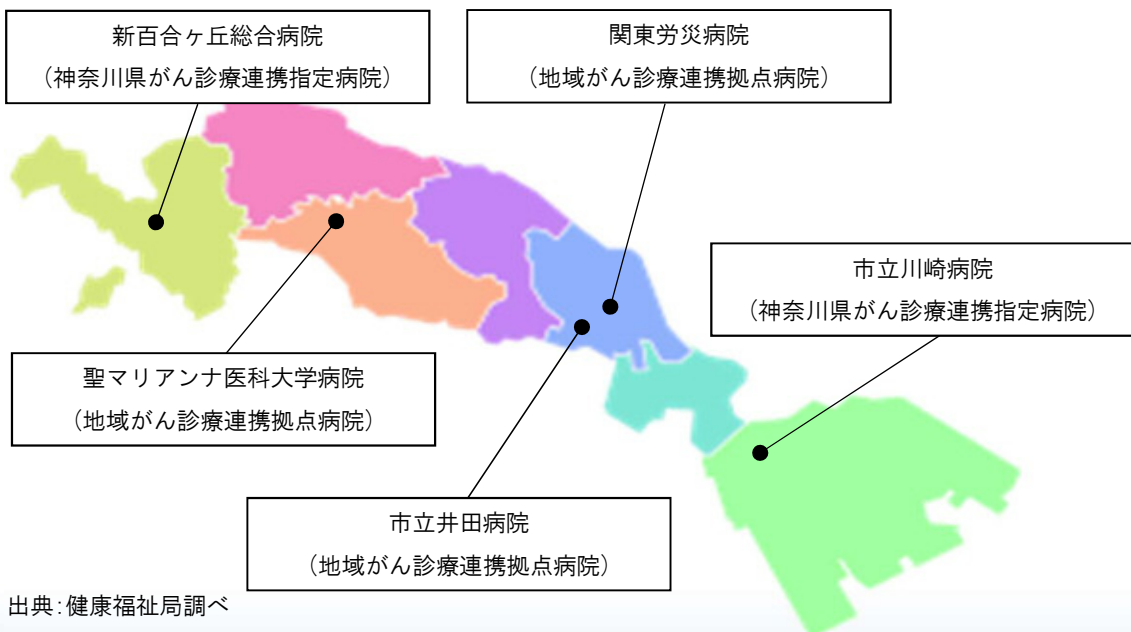 新百合ヶ丘総合病院
（神奈川県がん診療連携指定病院）
関東労災病院
（地域がん診療連携拠点病院）
市立川崎病院
（神奈川県がん診療連携指定病院）
聖マリアンナ医科大学病院
（地域がん診療連携拠点病院）
市立井田病院
（地域がん診療連携拠点病院）
出典:健康福祉局調べ